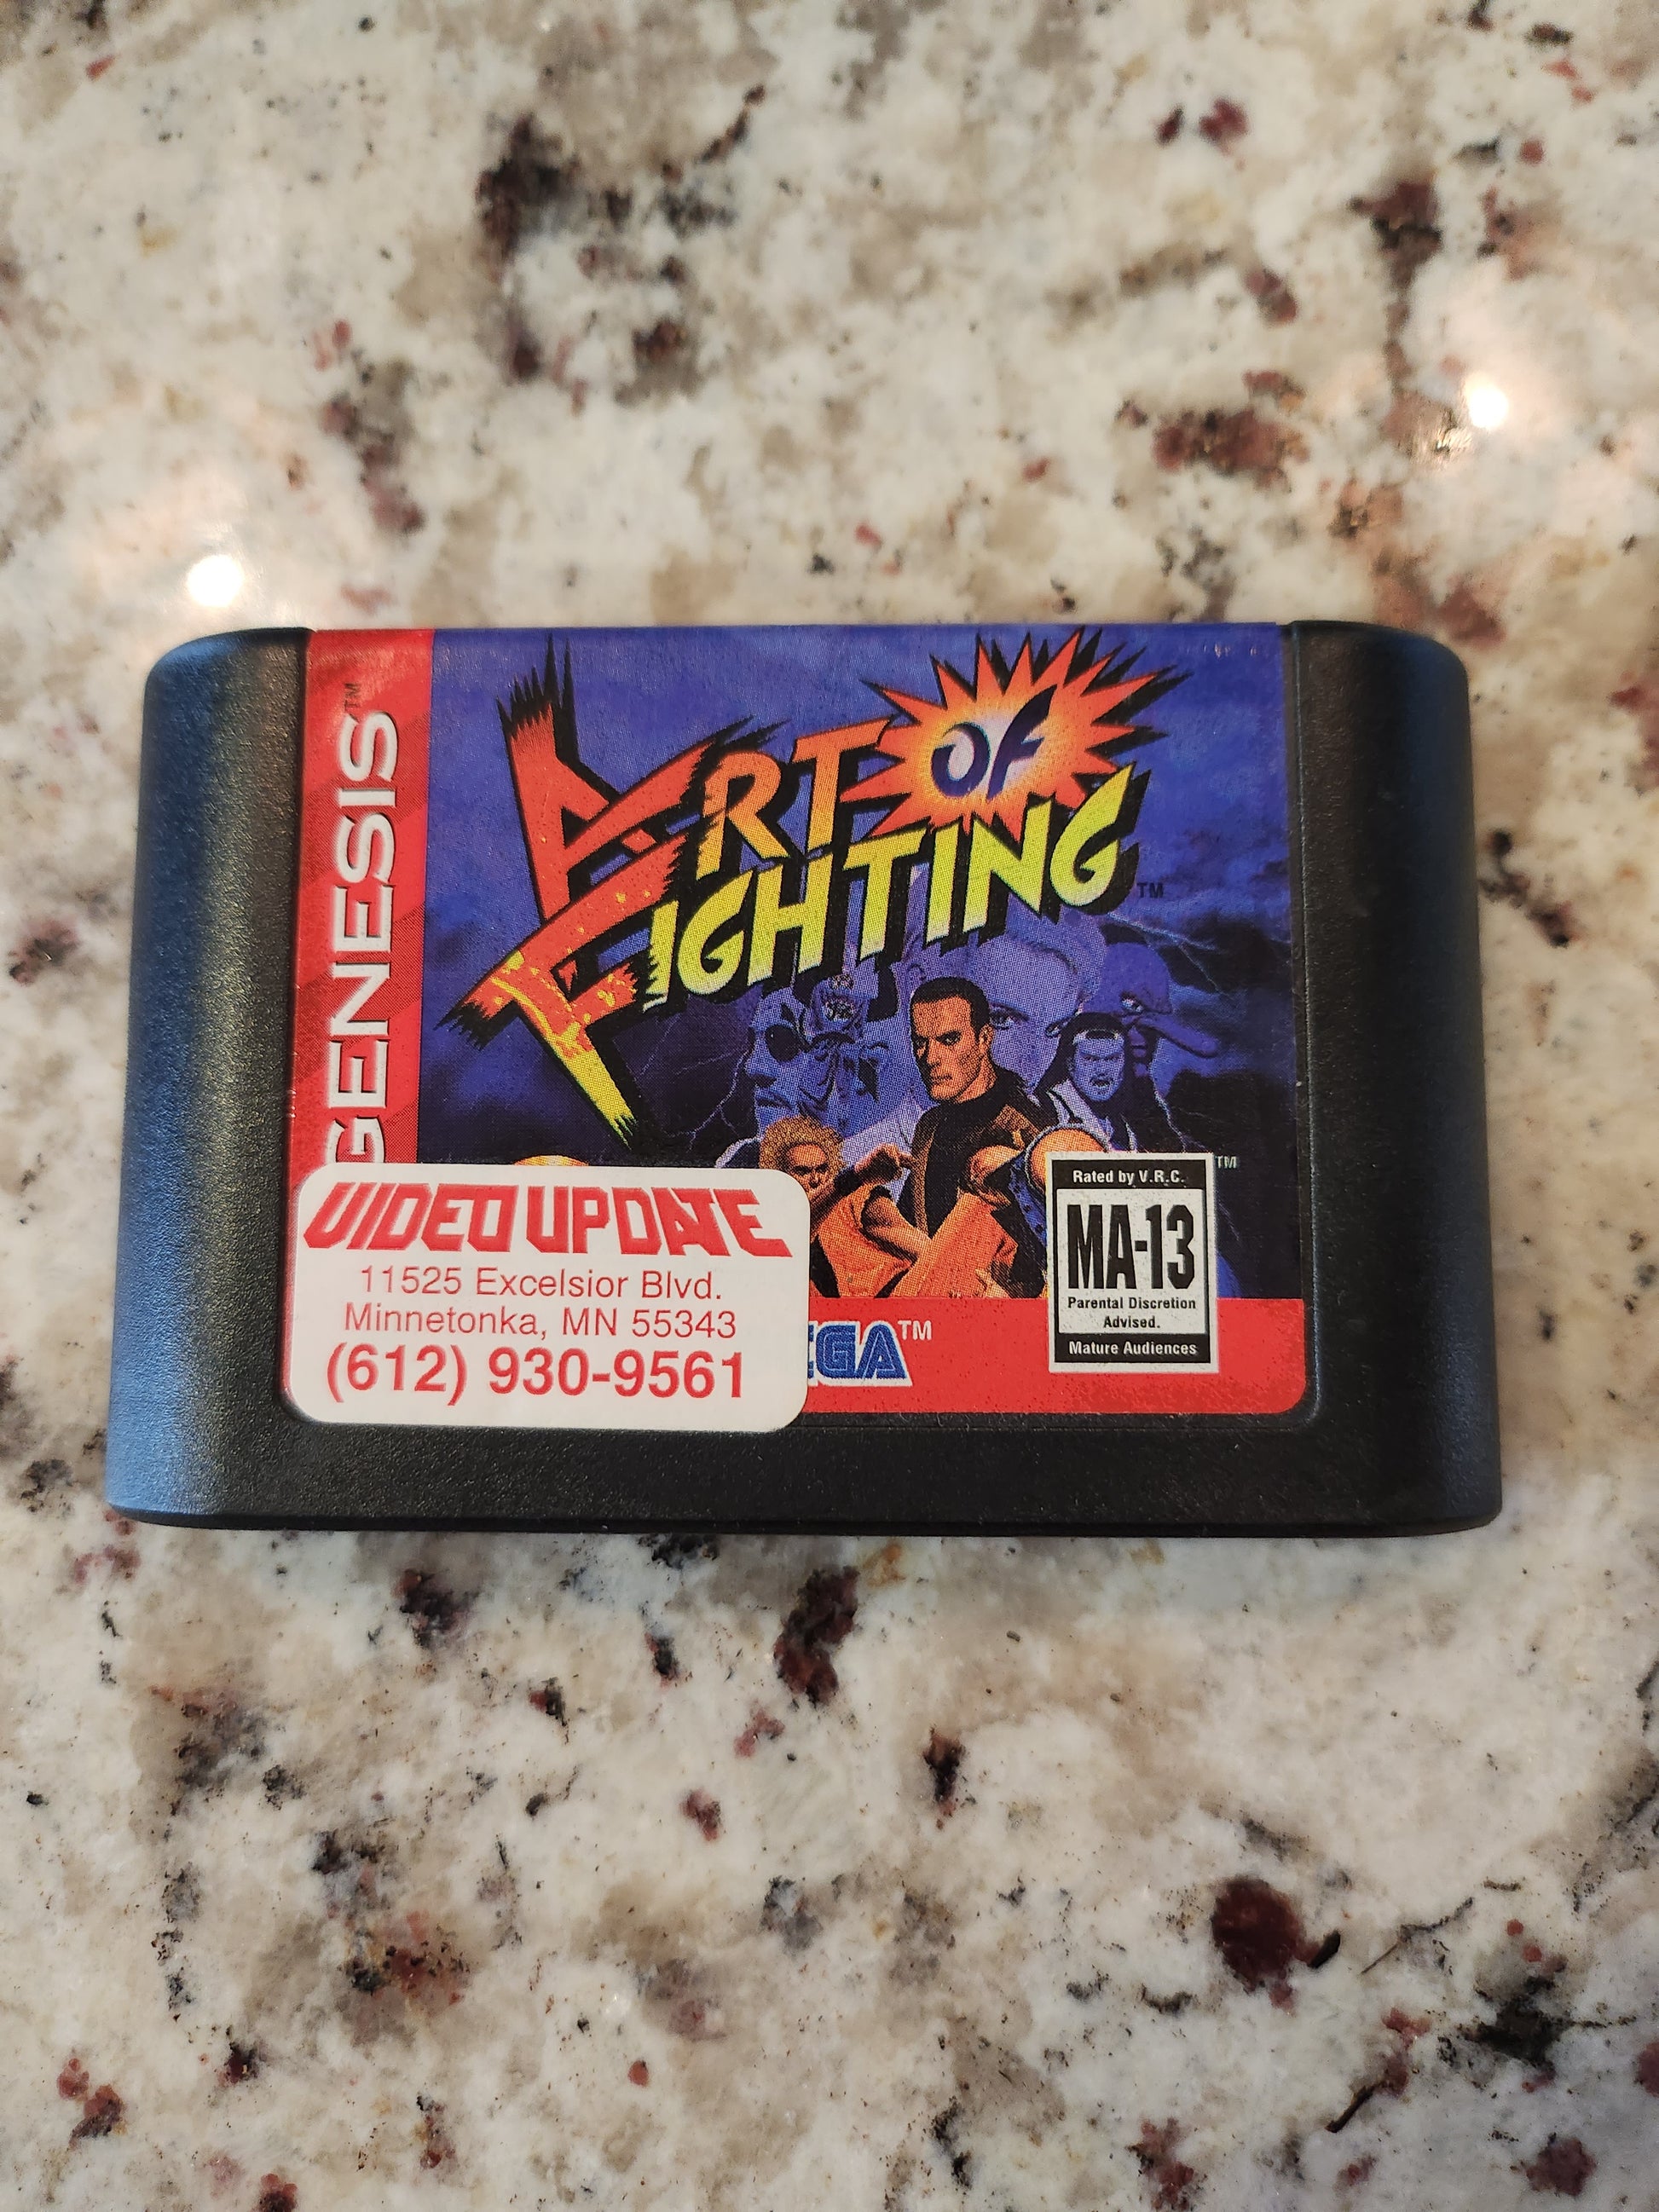 GENESIS™
ART OF
FIGHTING™
VIDEO UPDATE
11525 Excelsior Blvd.
Minnetonka, MN 55343
(612) 930-9561
EGA™
™
Rated by V.R.C.
MA-13
Parental Discretion
Advised.
Mature Audiences